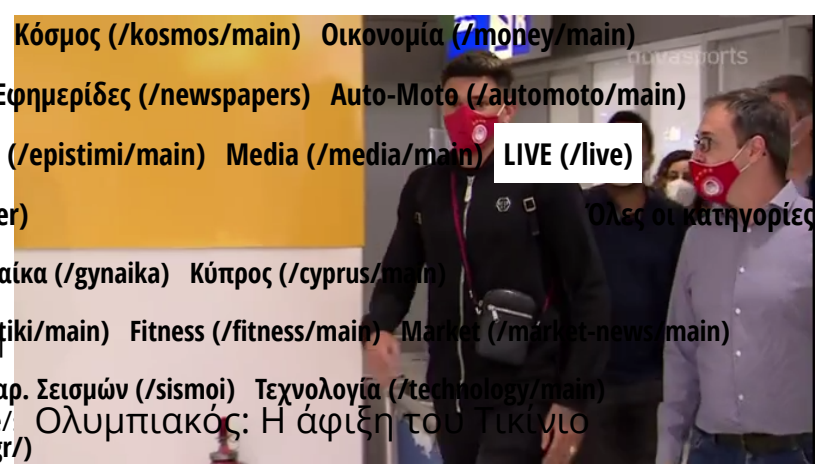 Κόσμος (/kosmos/main) Οικονομία (/money/main)
novasports
Εφημερίδες (/newspapers) Auto-Moto (/automoto/main)
(/epistimi/main) Media (/media/main) LIVE (/live)
er) Όλες οι κατηγορίες
αίκα (/gynaika) Κύπρος (/cyprus/main)
tiki/main) Fitness (/fitness/main) Market (/market-news/main)
αρ. Σεισμών (/sismoi) Τεχνολογία (/technology/main)
Ολυμπιακός: Η άφιξη του Τικίνιο
gr/)